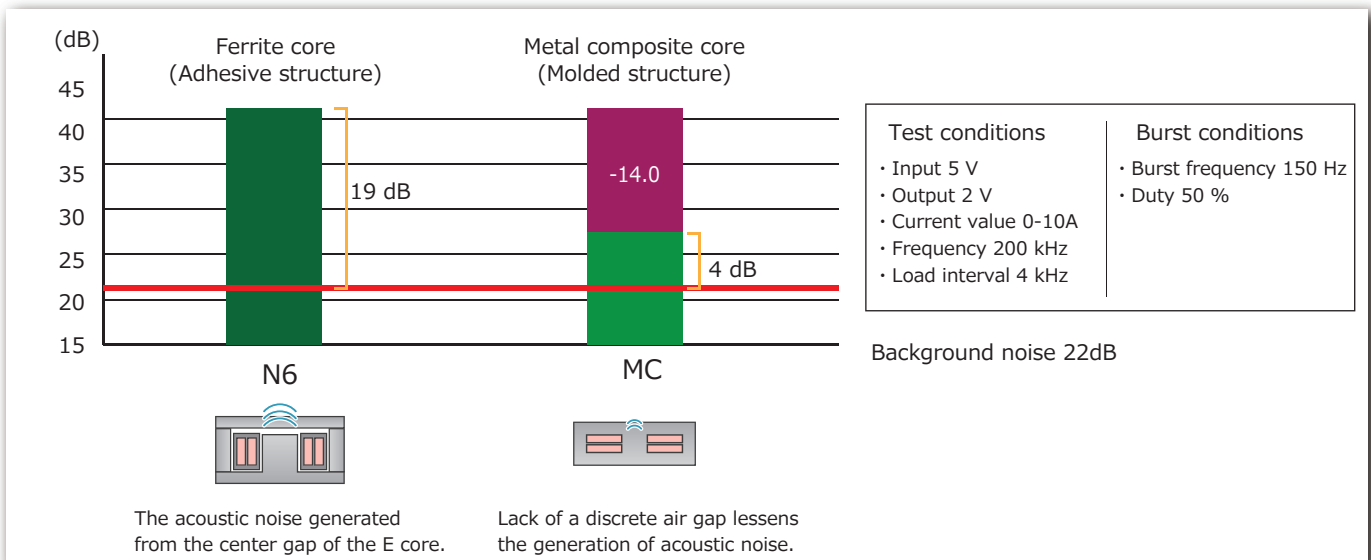 (dB)
Ferrite core
(Adhesive structure)
Metal composite core
(Molded structure)
45
40
35
30
25
20
15
19 dB
-14.0
4 dB
N6
MC
Test conditions
・Input 5 V
・Output 2 V
・Current value 0-10A
・Frequency 200 kHz
・Load interval 4 kHz
Burst conditions
・Burst frequency 150 Hz
・Duty 50 %
Background noise 22dB
The acoustic noise generated
from the center gap of the E core.
Lack of a discrete air gap lessens
the generation of acoustic noise.